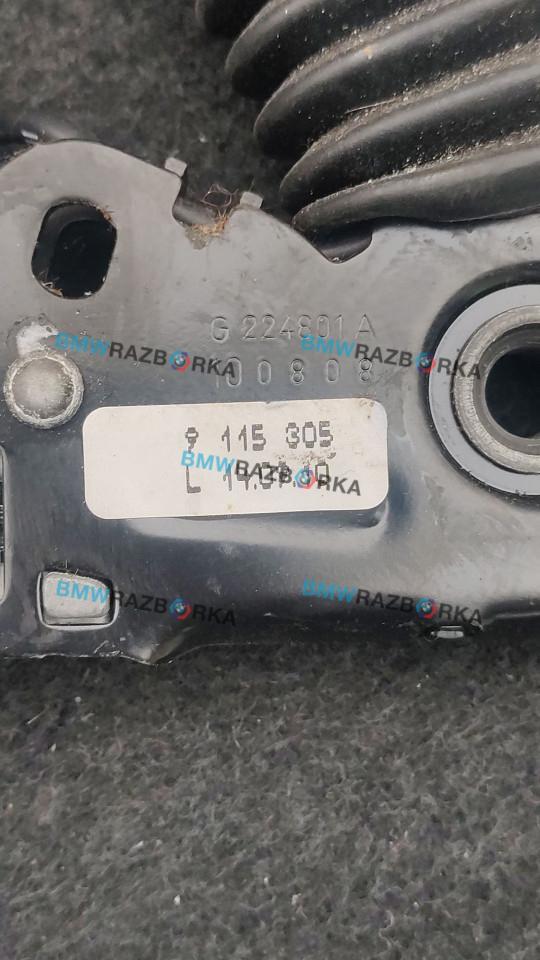 G 224801 A
BMWRAZBORKA
100808
9 115 305
BMWRAZBORKA
L
BMWRAZBORKA
BMWRAZBORKA